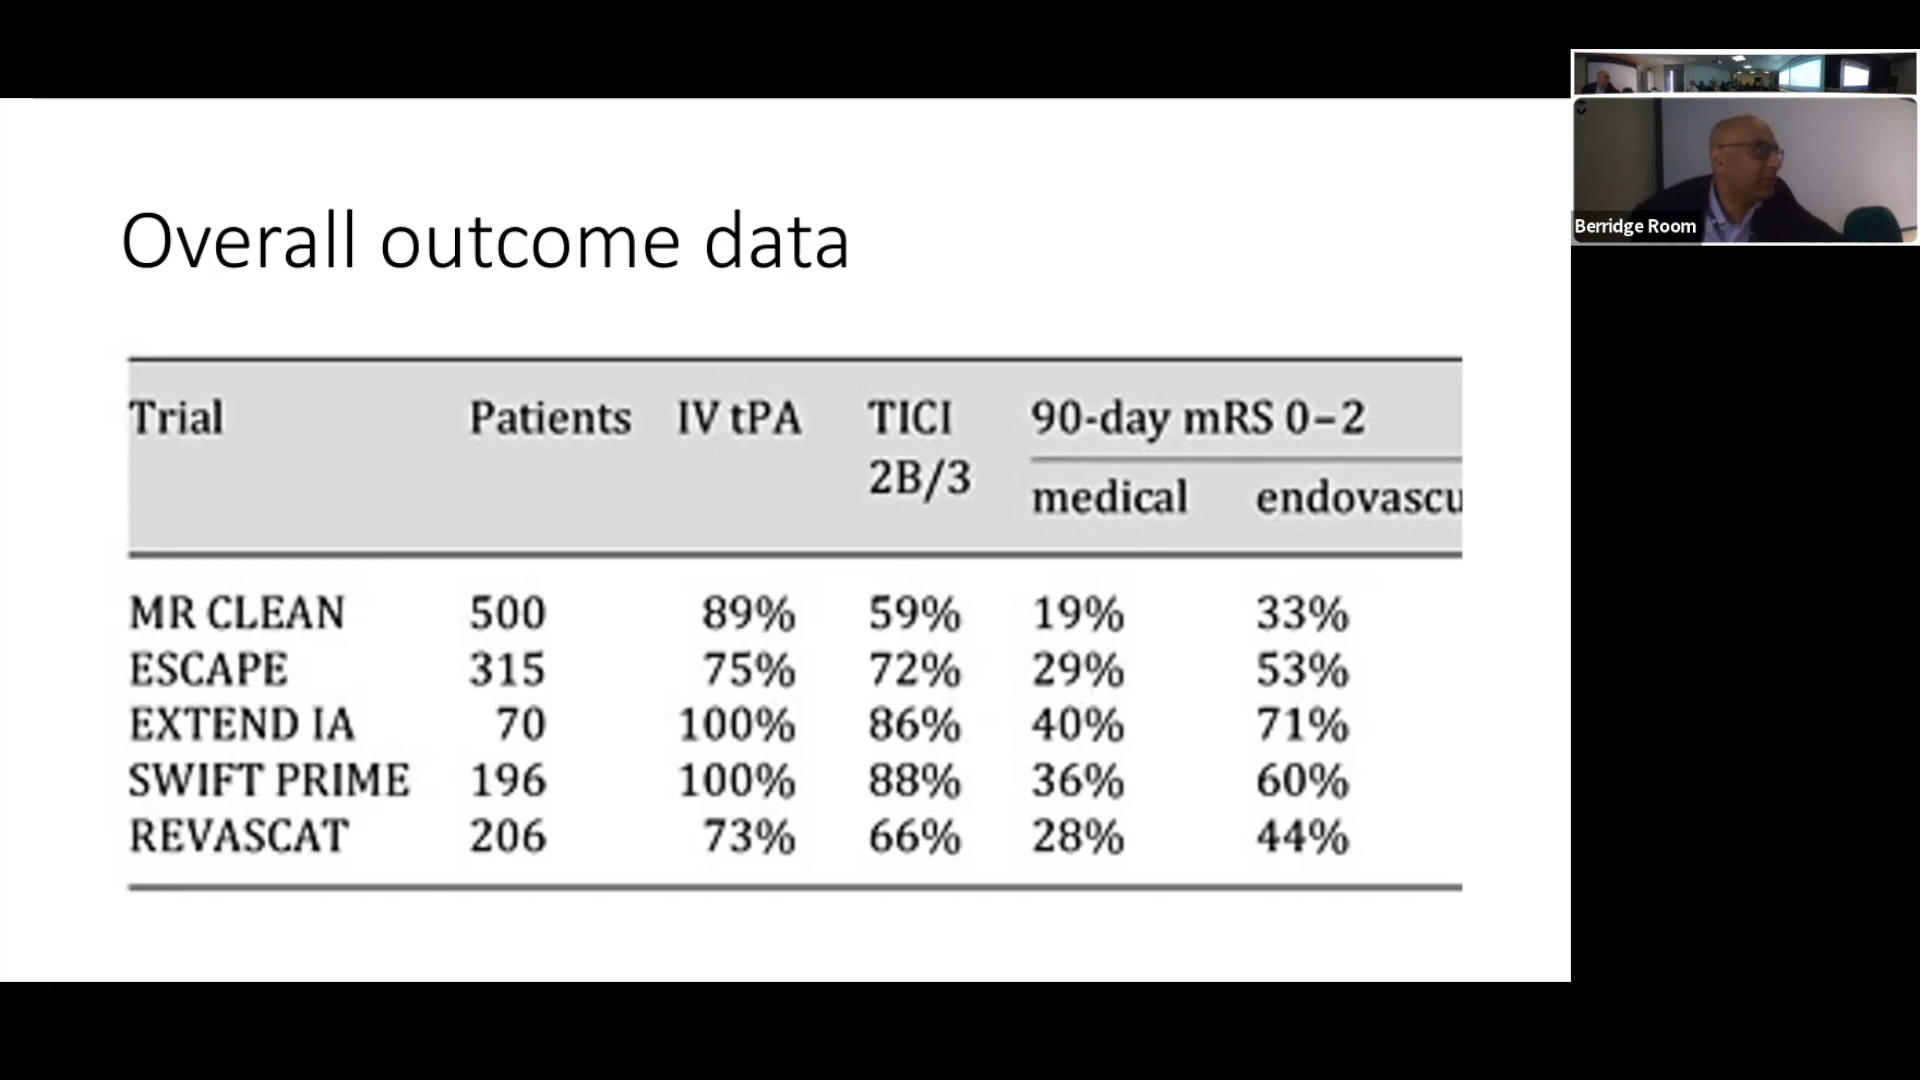 Overall outcome data
Trial Patients IV tPA TICI 2B/3 90-day mRS 0–2
medical endovascu
MR CLEAN 500 89% 59% 19% 33%
ESCAPE 315 75% 72% 29% 53%
EXTEND IA 70 100% 86% 40% 71%
SWIFT PRIME 196 100% 88% 36% 60%
REVASCAT 206 73% 66% 28% 44%
Berridge Room